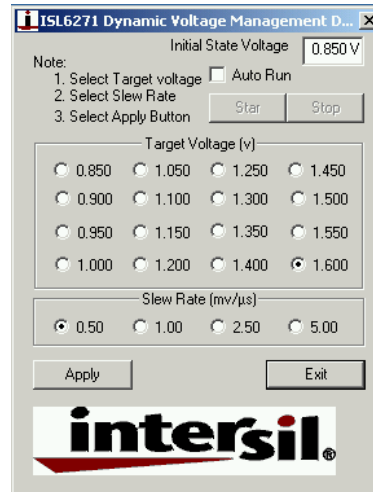 ISL6271 Dynamic Voltage Management D...
Initial State Voltage 0.850 V
Note:
1. Select Target voltage
Auto Run
2. Select Slew Rate
3. Select Apply Button
Star Stop
Target Voltage (v)
0.850 1.050 1.250 1.450
0.900 1.100 1.300 1.500
0.950 1.150 1.350 1.550
1.000 1.200 1.400 1.600
Slew Rate (mv/µs)
0.50 1.00 2.50 5.00
Apply Exit
intersil®